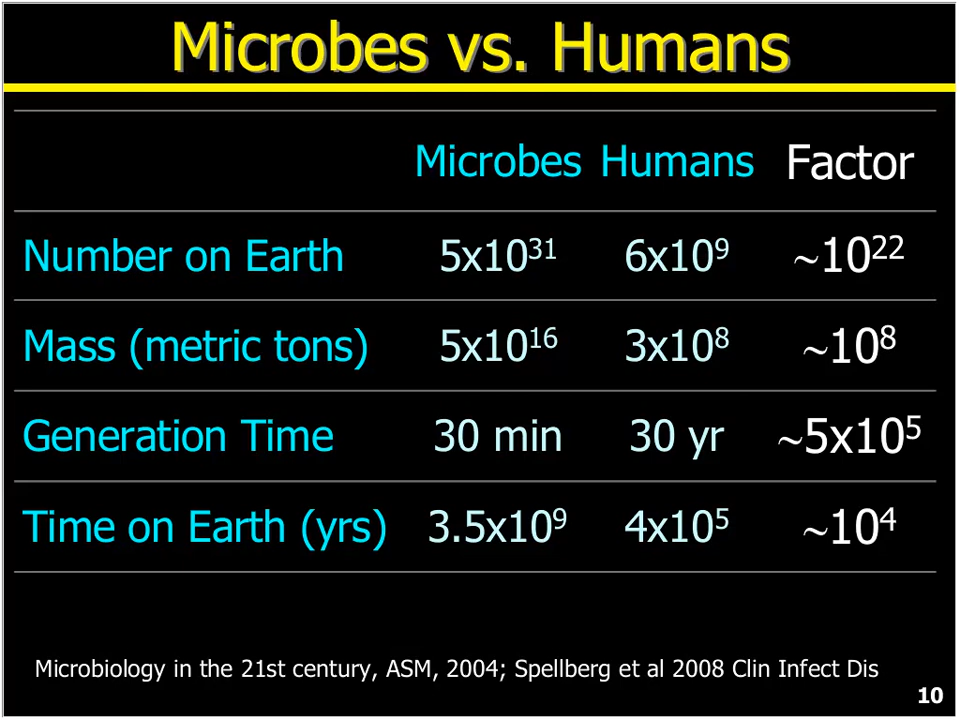 Microbes vs. Humans
Microbes Humans Factor
Number on Earth 5x10³¹ 6x10⁹ ~10²²
Mass (metric tons) 5x10¹⁶ 3x10⁸ ~10⁸
Generation Time 30 min 30 yr ~5x10⁵
Time on Earth (yrs) 3.5x10⁹ 4x10⁵ ~10⁴
Microbiology in the 21st century, ASM, 2004; Spellberg et al 2008 Clin Infect Dis
10